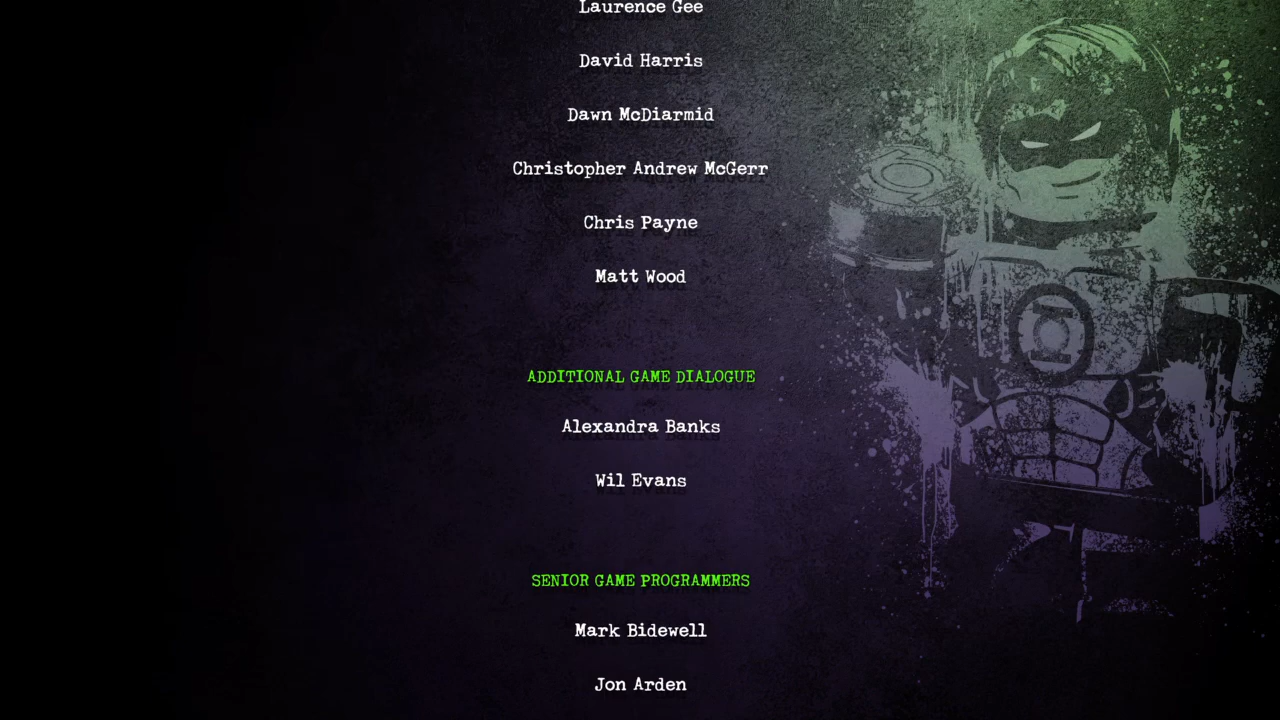 Laurence Gee
David Harris
Dawn McDiarmid
Christopher Andrew McGerr
Chris Payne
Matt Wood
ADDITIONAL GAME DIALOGUE
Alexandra Banks
Wil Evans
SENIOR GAME PROGRAMMERS
Mark Bidewell
Jon Arden